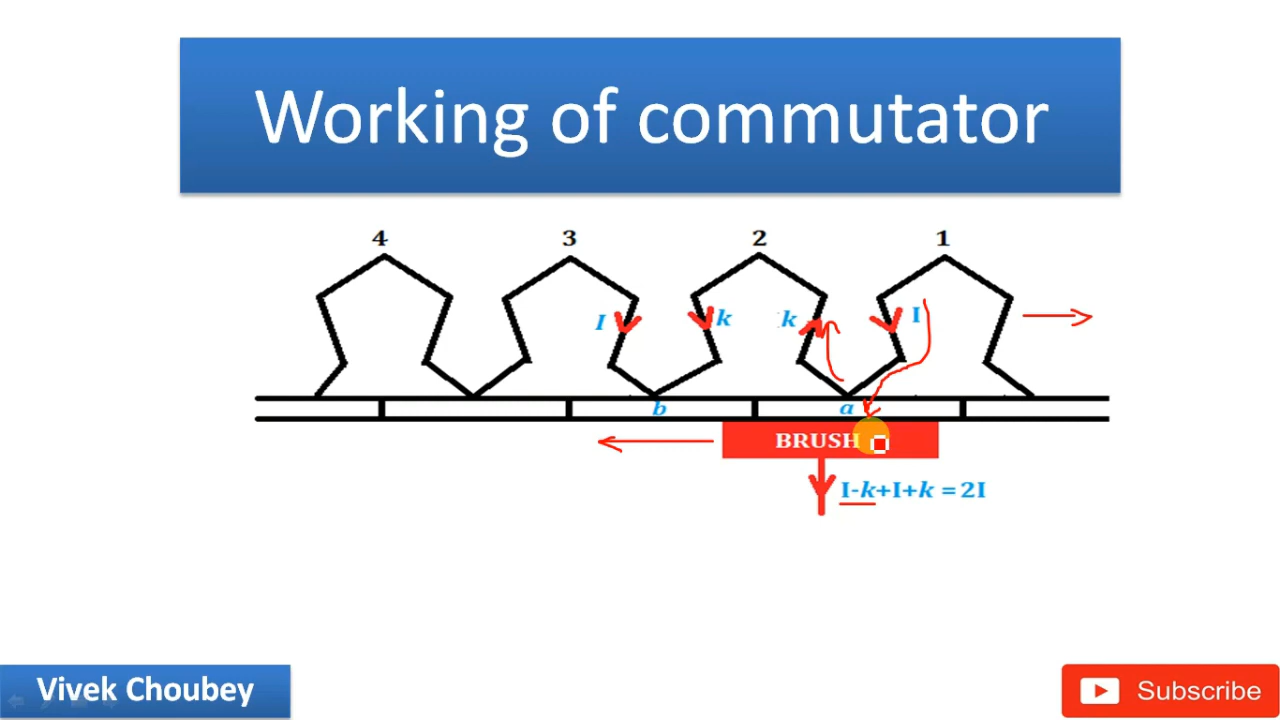 Working of commutator
4 3 2 1
I k k I
b a
BRUSH
I-k+I+k = 2I
Vivek Choubey
Subscribe